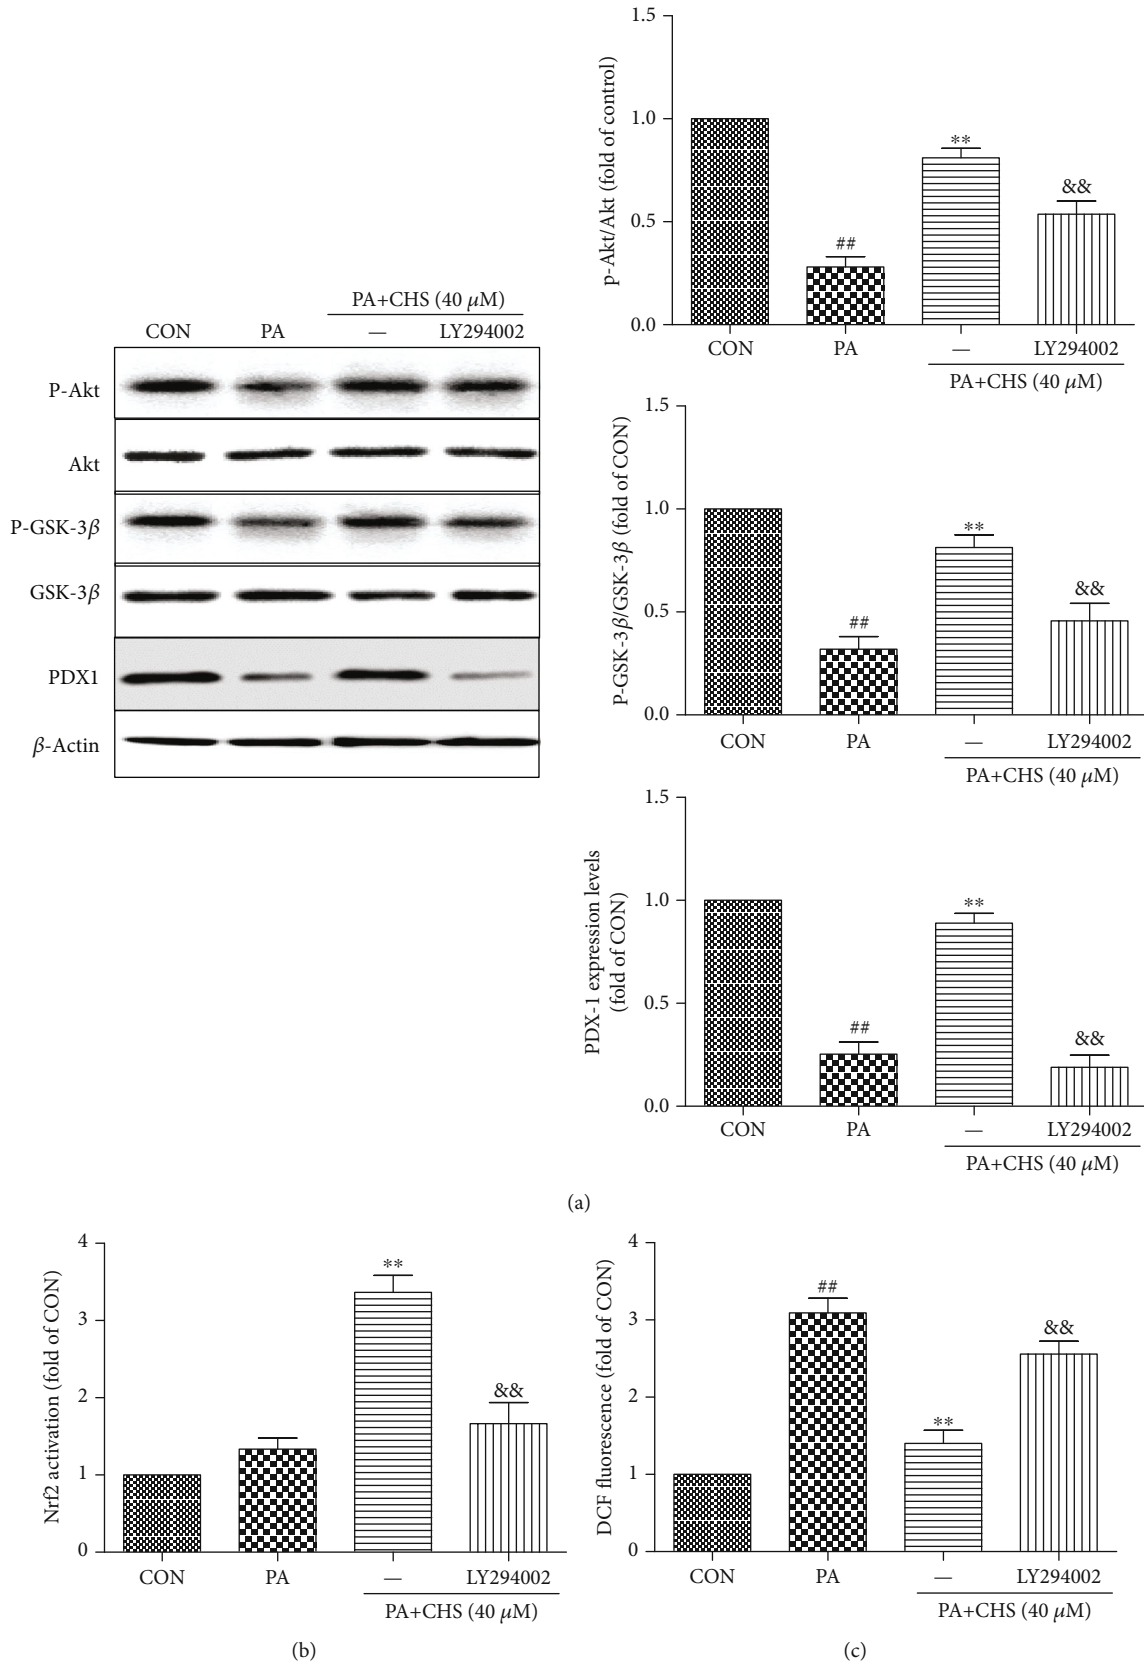 PA+CHS (40 μM)
CON PA — LY294002
P-Akt
Akt
P-GSK-3β
GSK-3β
PDX1
β-Actin
p-Akt/Akt (fold of control)
1.5
1.0
0.5
0.0
##
**
&&
CON PA — LY294002
PA+CHS (40 μM)
P-GSK-3β/GSK-3β (fold of CON)
1.5
1.0
0.5
0.0
##
**
&&
CON PA — LY294002
PA+CHS (40 μM)
PDX-1 expression levels
(fold of CON)
1.5
1.0
0.5
0.0
##
**
&&
CON PA — LY294002
PA+CHS (40 μM)
(a)
Nrf2 activation (fold of CON)
4
3
2
1
0
**
&&
CON PA — LY294002
PA+CHS (40 μM)
(b)
DCF fluorescence (fold of CON)
4
3
2
1
0
##
**
&&
CON PA — LY294002
PA+CHS (40 μM)
(c)